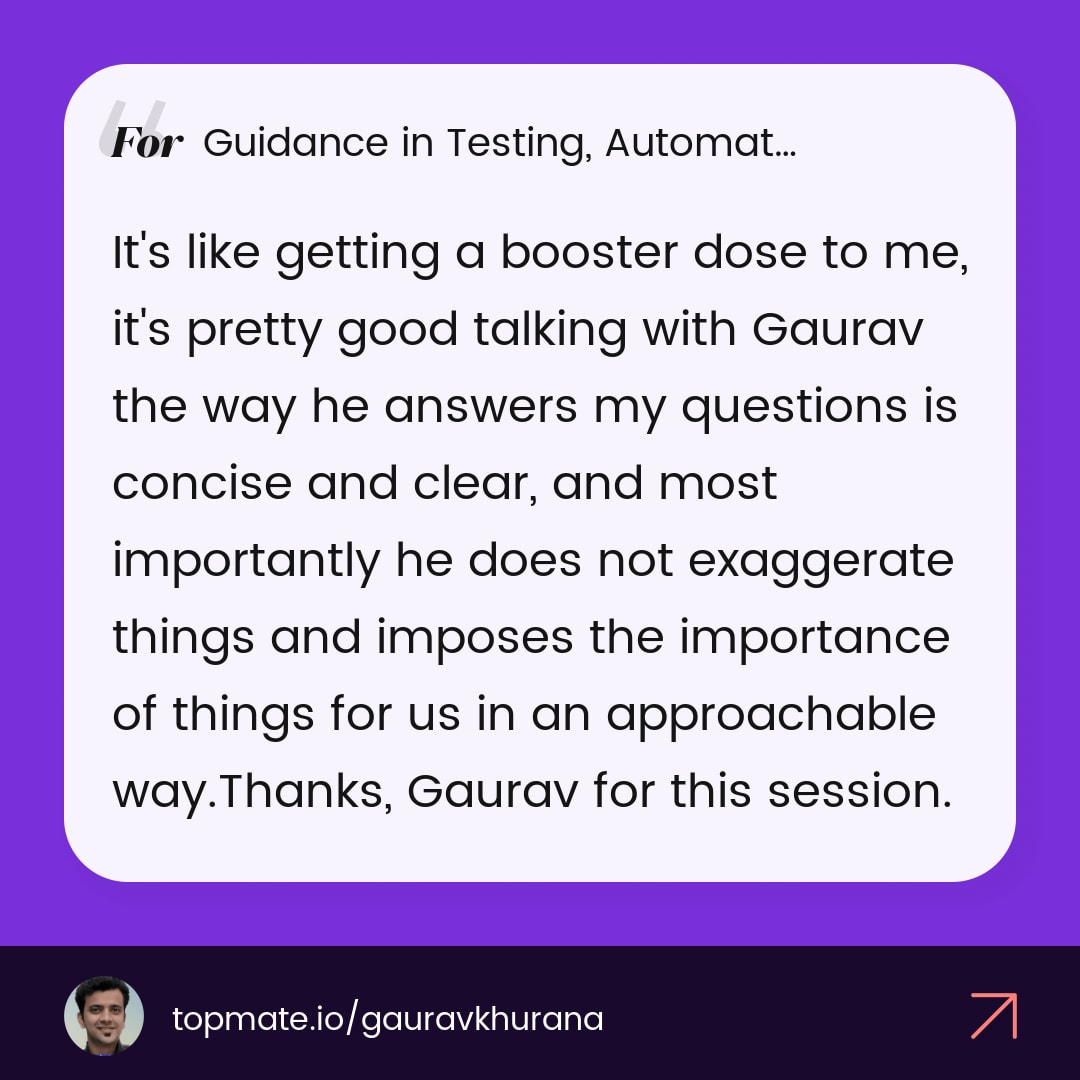 For Guidance in Testing, Automat...
It's like getting a booster dose to me,
it's pretty good talking with Gaurav
the way he answers my questions is
concise and clear, and most
importantly he does not exaggerate
things and imposes the importance
of things for us in an approachable
way.Thanks, Gaurav for this session.
topmate.io/gauravkhurana